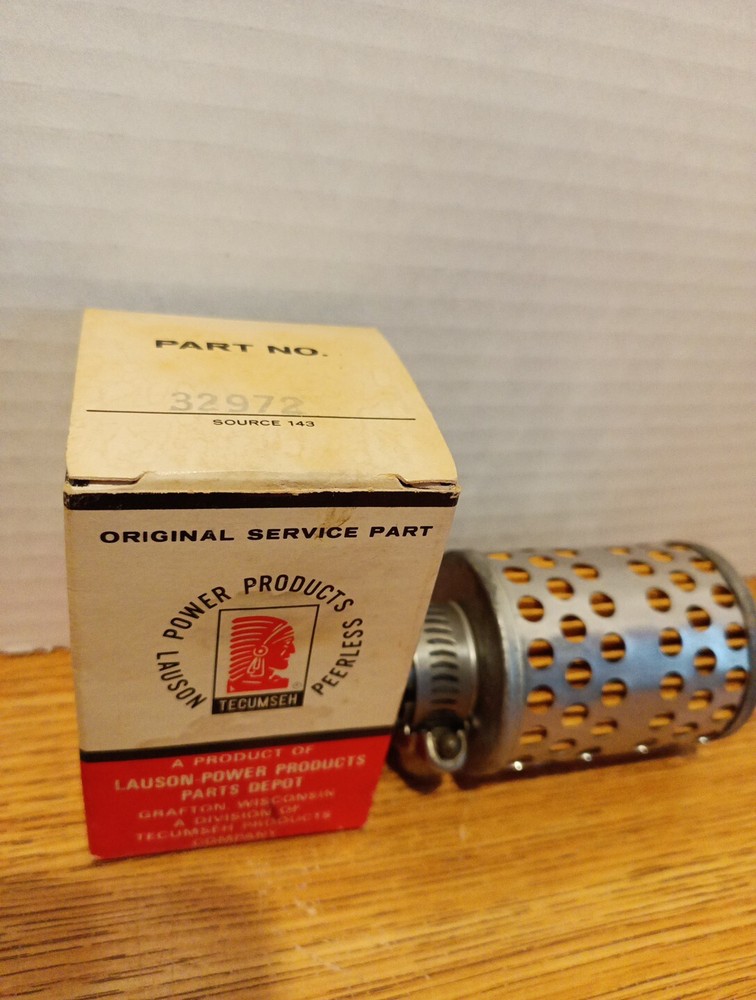 PART NO.
32972
SOURCE 143
ORIGINAL SERVICE PART
LAUSON POWER PRODUCTS PEERLESS
TECUMSEH
®
A PRODUCT OF
LAUSON POWER PRODUCTS
PARTS DEPOT
GRAFTON, WISCONSIN
A DIVISION OF
TECUMSEH PRODUCTS
COMPANY